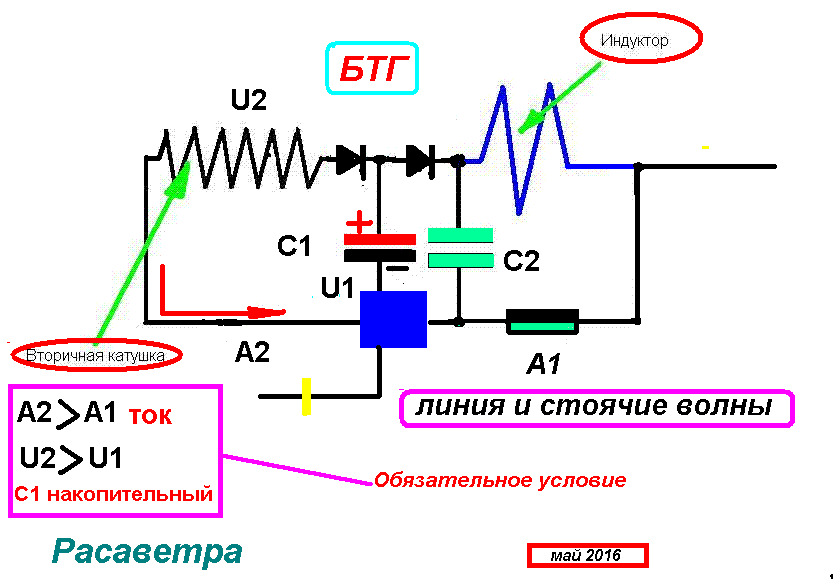 Индуктор
БТГ
U2
C1
C2
U1
A2
A1
Вторичная катушка
линия и стоячие волны
A2 > A1 ток
U2 > U1
C1 накопительный
Обязательное условие
Расаветра
май 2016